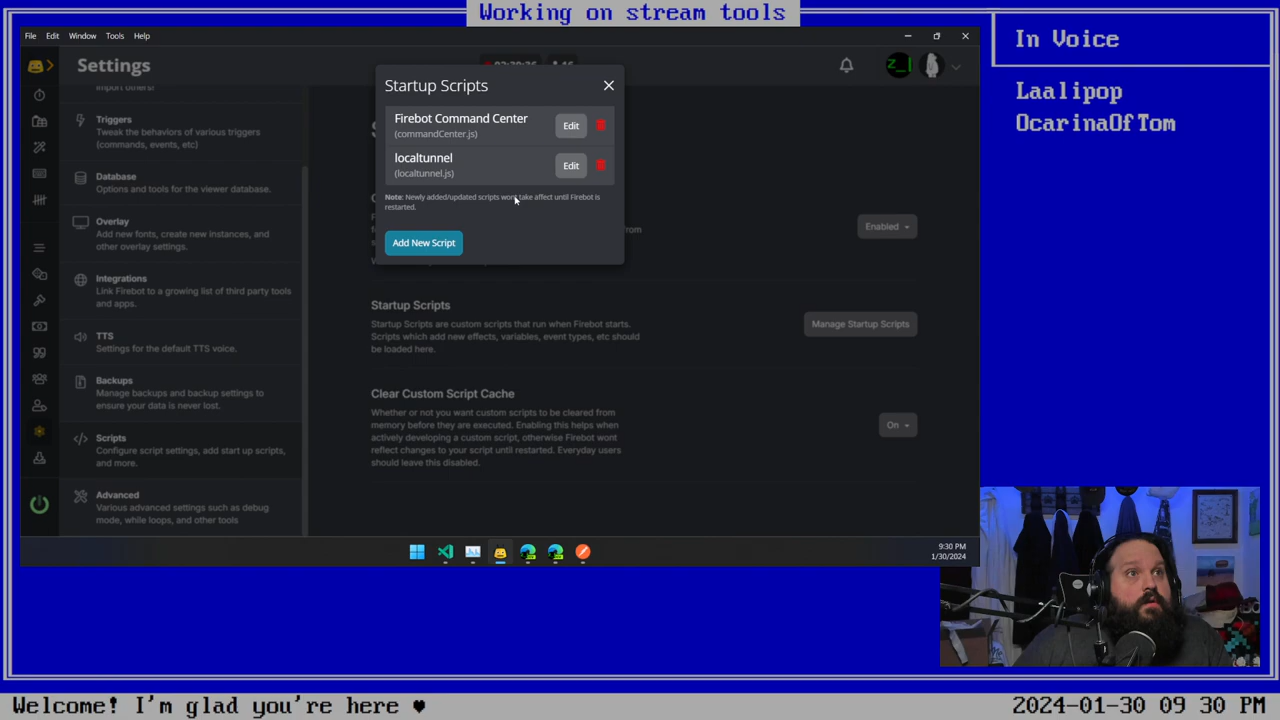 Working on stream tools
File Edit Window Tools Help
Settings
import others!
Triggers
Tweak the behaviors of various triggers
(commands, events, etc)
Database
Options and tools for the viewer database.
Overlay
Add new fonts, create new instances, and
other overlay settings.
Integrations
Link Firebot to a growing list of third party tools
and apps.
TTS
Settings for the default TTS voice.
Backups
Manage backups and backup settings to
ensure your data is never lost.
Scripts
Configure script settings, add start up scripts,
and more.
Advanced
Various advanced settings such as debug
mode, while loops, and other tools
Startup Scripts
Firebot Command Center
(commandCenter.js)
Edit
localtunnel
(localtunnel.js)
Edit
Note: Newly added/updated scripts wont take affect until Firebot is
restarted.
Add New Script
Enabled
Startup Scripts
Startup Scripts are custom scripts that run when Firebot starts.
Scripts which add new effects, variables, event types, etc should
be loaded here.
Manage Startup Scripts
Clear Custom Script Cache
Whether or not you want custom scripts to be cleared from
memory before they are executed. Enabling this helps when
actively developing a custom script, otherwise Firebot wont
reflect changes to your script until restarted. Everyday users
should leave this disabled.
On
9:30 PM
1/30/2024
In Voice
Laalipop
OcarinaOfTom
Welcome! I'm glad you're here ♥
2024-01-30 09 30 PM